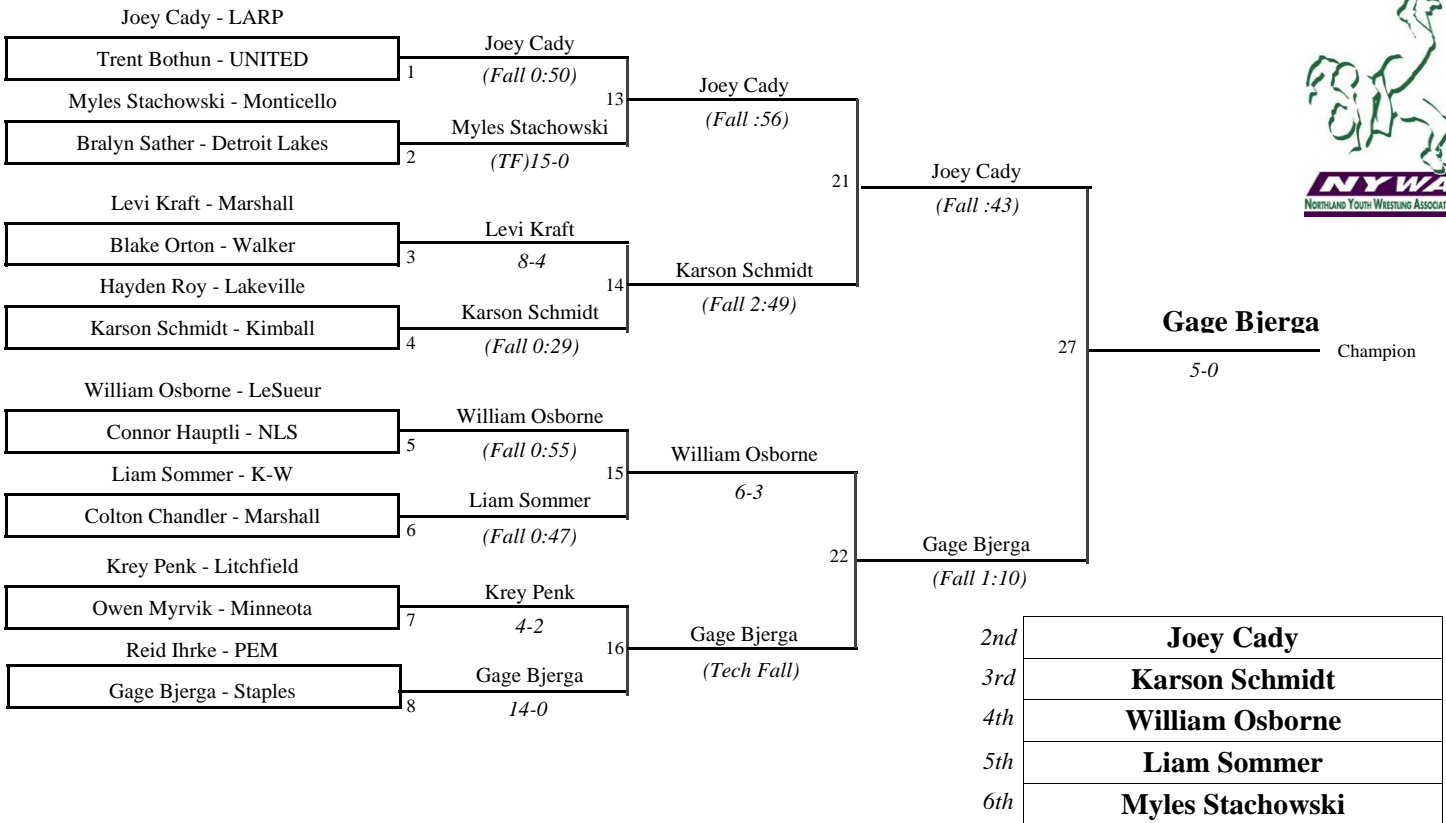 Joey Cady - LARP
Trent Bothun - UNITED
1
Myles Stachowski - Monticello
Bralyn Sather - Detroit Lakes
2
Levi Kraft - Marshall
Blake Orton - Walker
3
Hayden Roy - Lakeville
Karson Schmidt - Kimball
4
William Osborne - LeSueur
Connor Hauptli - NLS
5
Liam Sommer - K-W
Colton Chandler - Marshall
6
Krey Penk - Litchfield
Owen Myrvik - Minneota
7
Reid Ihrke - PEM
Gage Bjerga - Staples
8
Joey Cady
(Fall 0:50)
13
Myles Stachowski
(TF)15-0
Levi Kraft
8-4
14
Karson Schmidt
(Fall 0:29)
William Osborne
(Fall 0:55)
15
Liam Sommer
(Fall 0:47)
Krey Penk
4-2
16
Gage Bjerga
14-0
Joey Cady
(Fall :56)
21
Karson Schmidt
(Fall 2:49)
William Osborne
6-3
22
Gage Bjerga
(Tech Fall)
Joey Cady
(Fall :43)
27
Gage Bjerga
(Fall 1:10)
Gage Bjerga
Champion
5-0
NYWA
2nd Joey Cady
3rd Karson Schmidt
4th William Osborne
5th Liam Sommer
6th Myles Stachowski